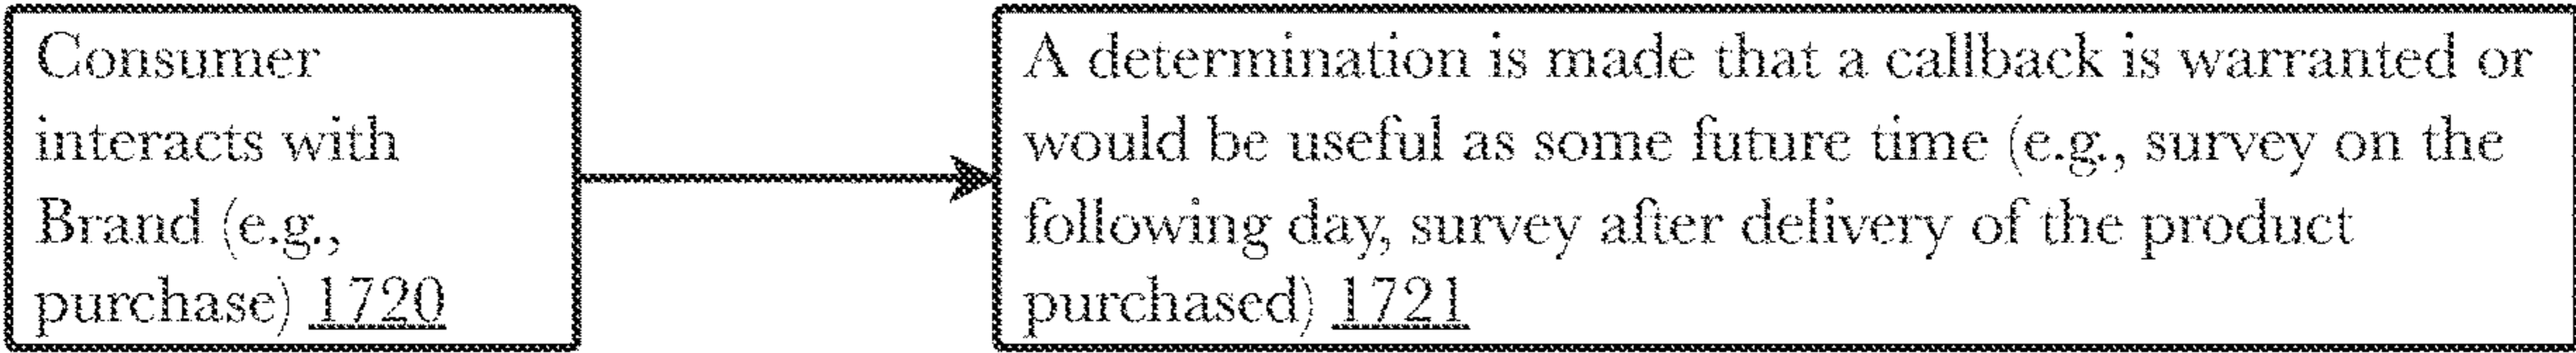 Consumer
interacts with
Brand (e.g.,
purchase) 1720
A determination is made that a callback is warranted or
would be useful as some future time (e.g., survey on the
following day, survey after delivery of the product
purchased) 1721